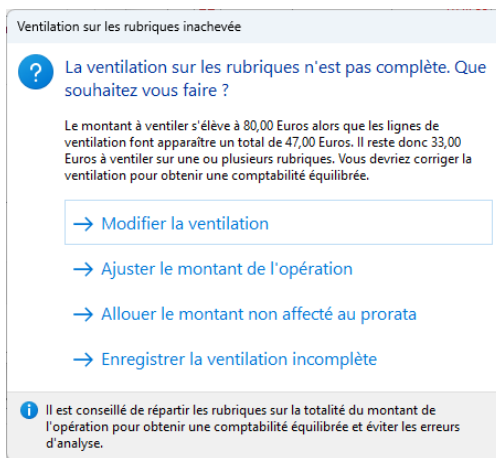 Ventilation sur les rubriques inachevée
La ventilation sur les rubriques n'est pas complète. Que
souhaitez vous faire ?
Le montant à ventiler s'élève à 80,00 Euros alors que les lignes de
ventilation font apparaître un total de 47,00 Euros. Il reste donc 33,00
Euros à ventiler sur une ou plusieurs rubriques. Vous devriez corriger la
ventilation pour obtenir une comptabilité équilibrée.
→ Modifier la ventilation
→ Ajuster le montant de l'opération
→ Allouer le montant non affecté au prorata
→ Enregistrer la ventilation incomplète
Il est conseillé de répartir les rubriques sur la totalité du montant de
l'opération pour obtenir une comptabilité équilibrée et éviter les erreurs
d'analyse.